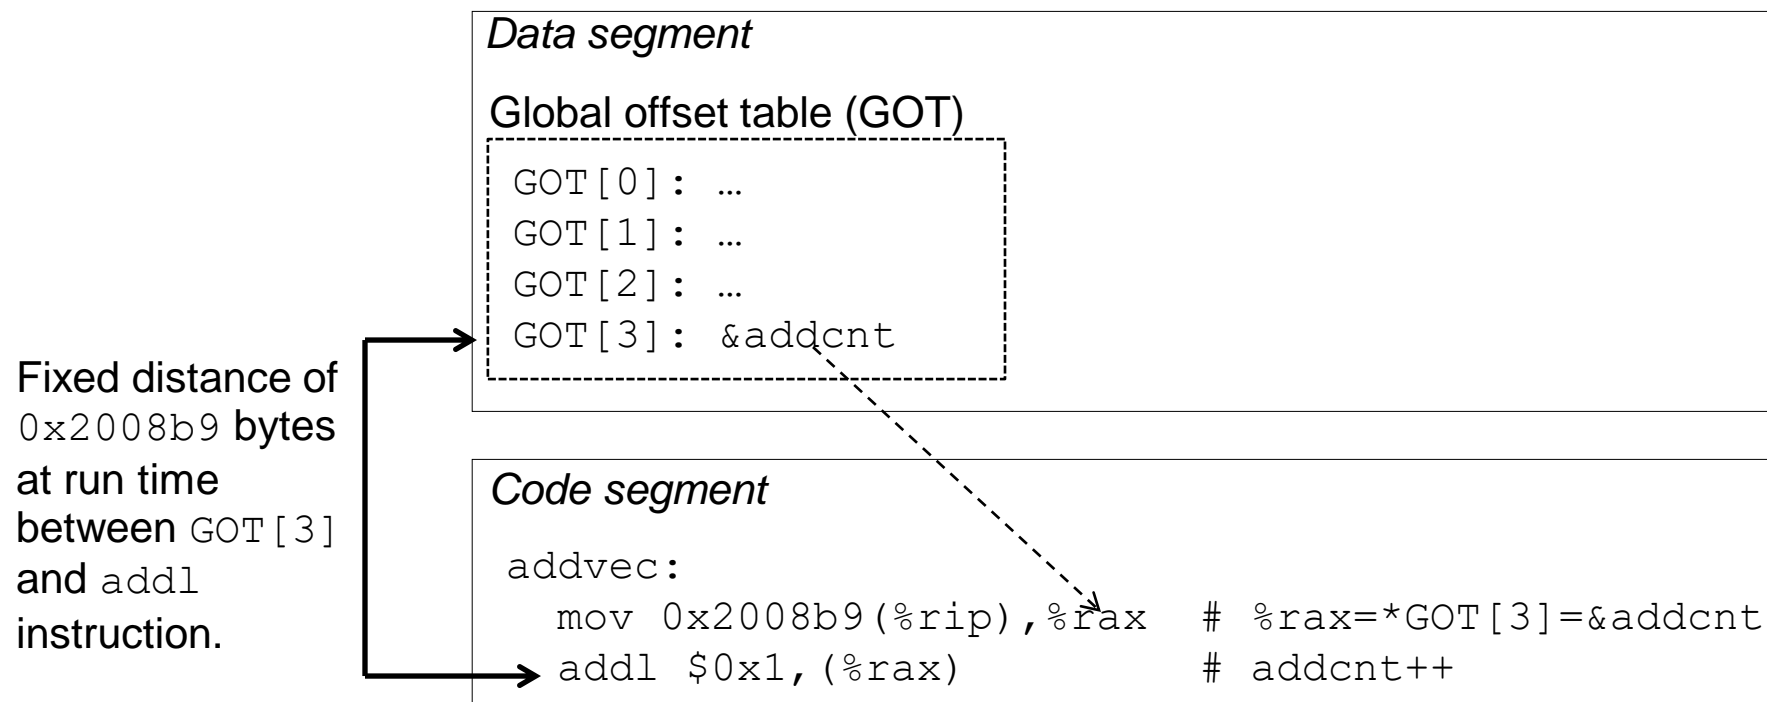 Data segment
Global offset table (GOT)
GOT[0]: …
GOT[1]: …
GOT[2]: …
GOT[3]: &addcnt
Fixed distance of
0x2008b9 bytes
at run time
between GOT[3]
and addl
instruction.
Code segment
addvec:
mov 0x2008b9(%rip),%rax # %rax=*GOT[3]=&addcnt
addl $0x1,(%rax) # addcnt++